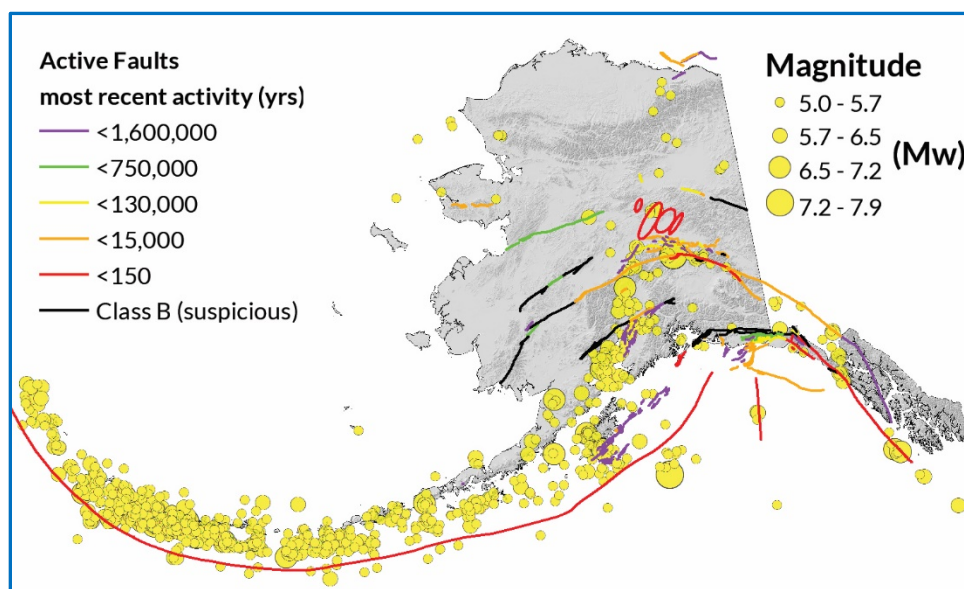 Active Faults
most recent activity (yrs)
<1,600,000
<750,000
<130,000
<15,000
<150
Class B (suspicious)
Magnitude
5.0 - 5.7
5.7 - 6.5
6.5 - 7.2
7.2 - 7.9
(Mw)